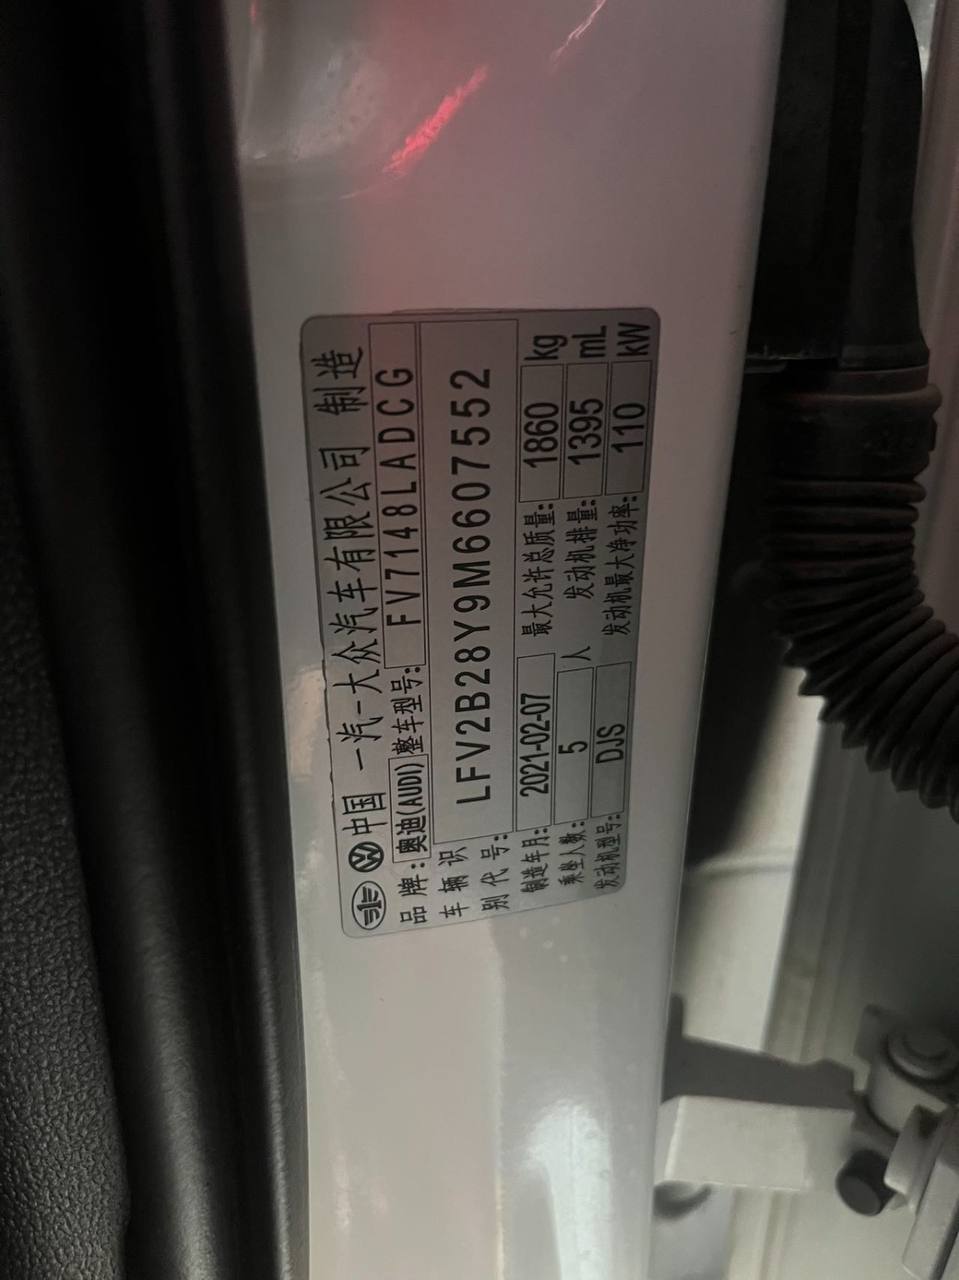 中国 一汽-大众汽车有限公司 制造
品牌: 奥迪(AUDI) 整车型号: FV7148LADCG
车辆识别代号: LFV2B28Y9M6607552
制造年月: 2021-02-07 最大允许总质量: 1860 kg
乘坐人数: 5 人 发动机排量: 1395 mL
发动机型号: DJS 发动机最大净功率: 110 kW